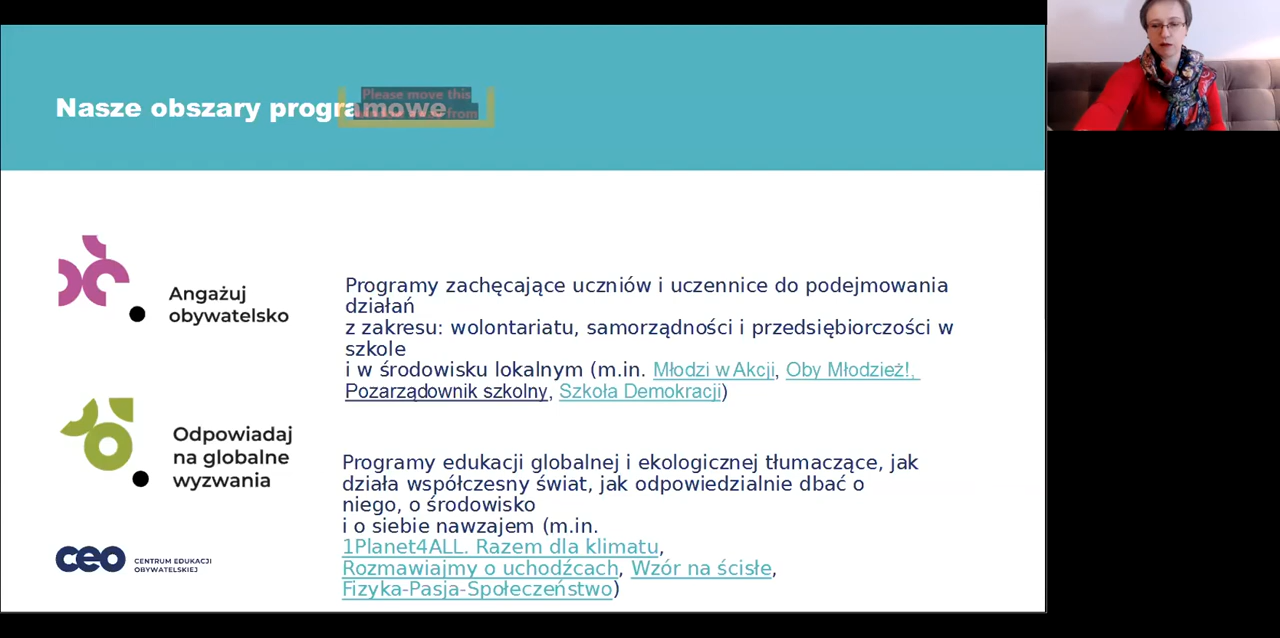 Nasze obszary programowe
Please move this
from
Angażuj
obywatelsko
Programy zachęcające uczniów i uczennice do podejmowania
działań
z zakresu: wolontariatu, samorządności i przedsiębiorczości w
szkole
i w środowisku lokalnym (m.in. Młodzi w Akcji, Oby Młodzież!,
Pozarządownik szkolny, Szkoła Demokracji)
Odpowiadaj
na globalne
wyzwania
Programy edukacji globalnej i ekologicznej tłumaczące, jak
działa współczesny świat, jak odpowiedzialnie dbać o
niego, o środowisko
i o siebie nawzajem (m.in.
1Planet4ALL. Razem dla klimatu,
Rozmawiajmy o uchodźcach, Wzór na ścisłe,
Fizyka-Pasja-Społeczeństwo)
ceo CENTRUM EDUKACJI
OBYWATELSKIEJ